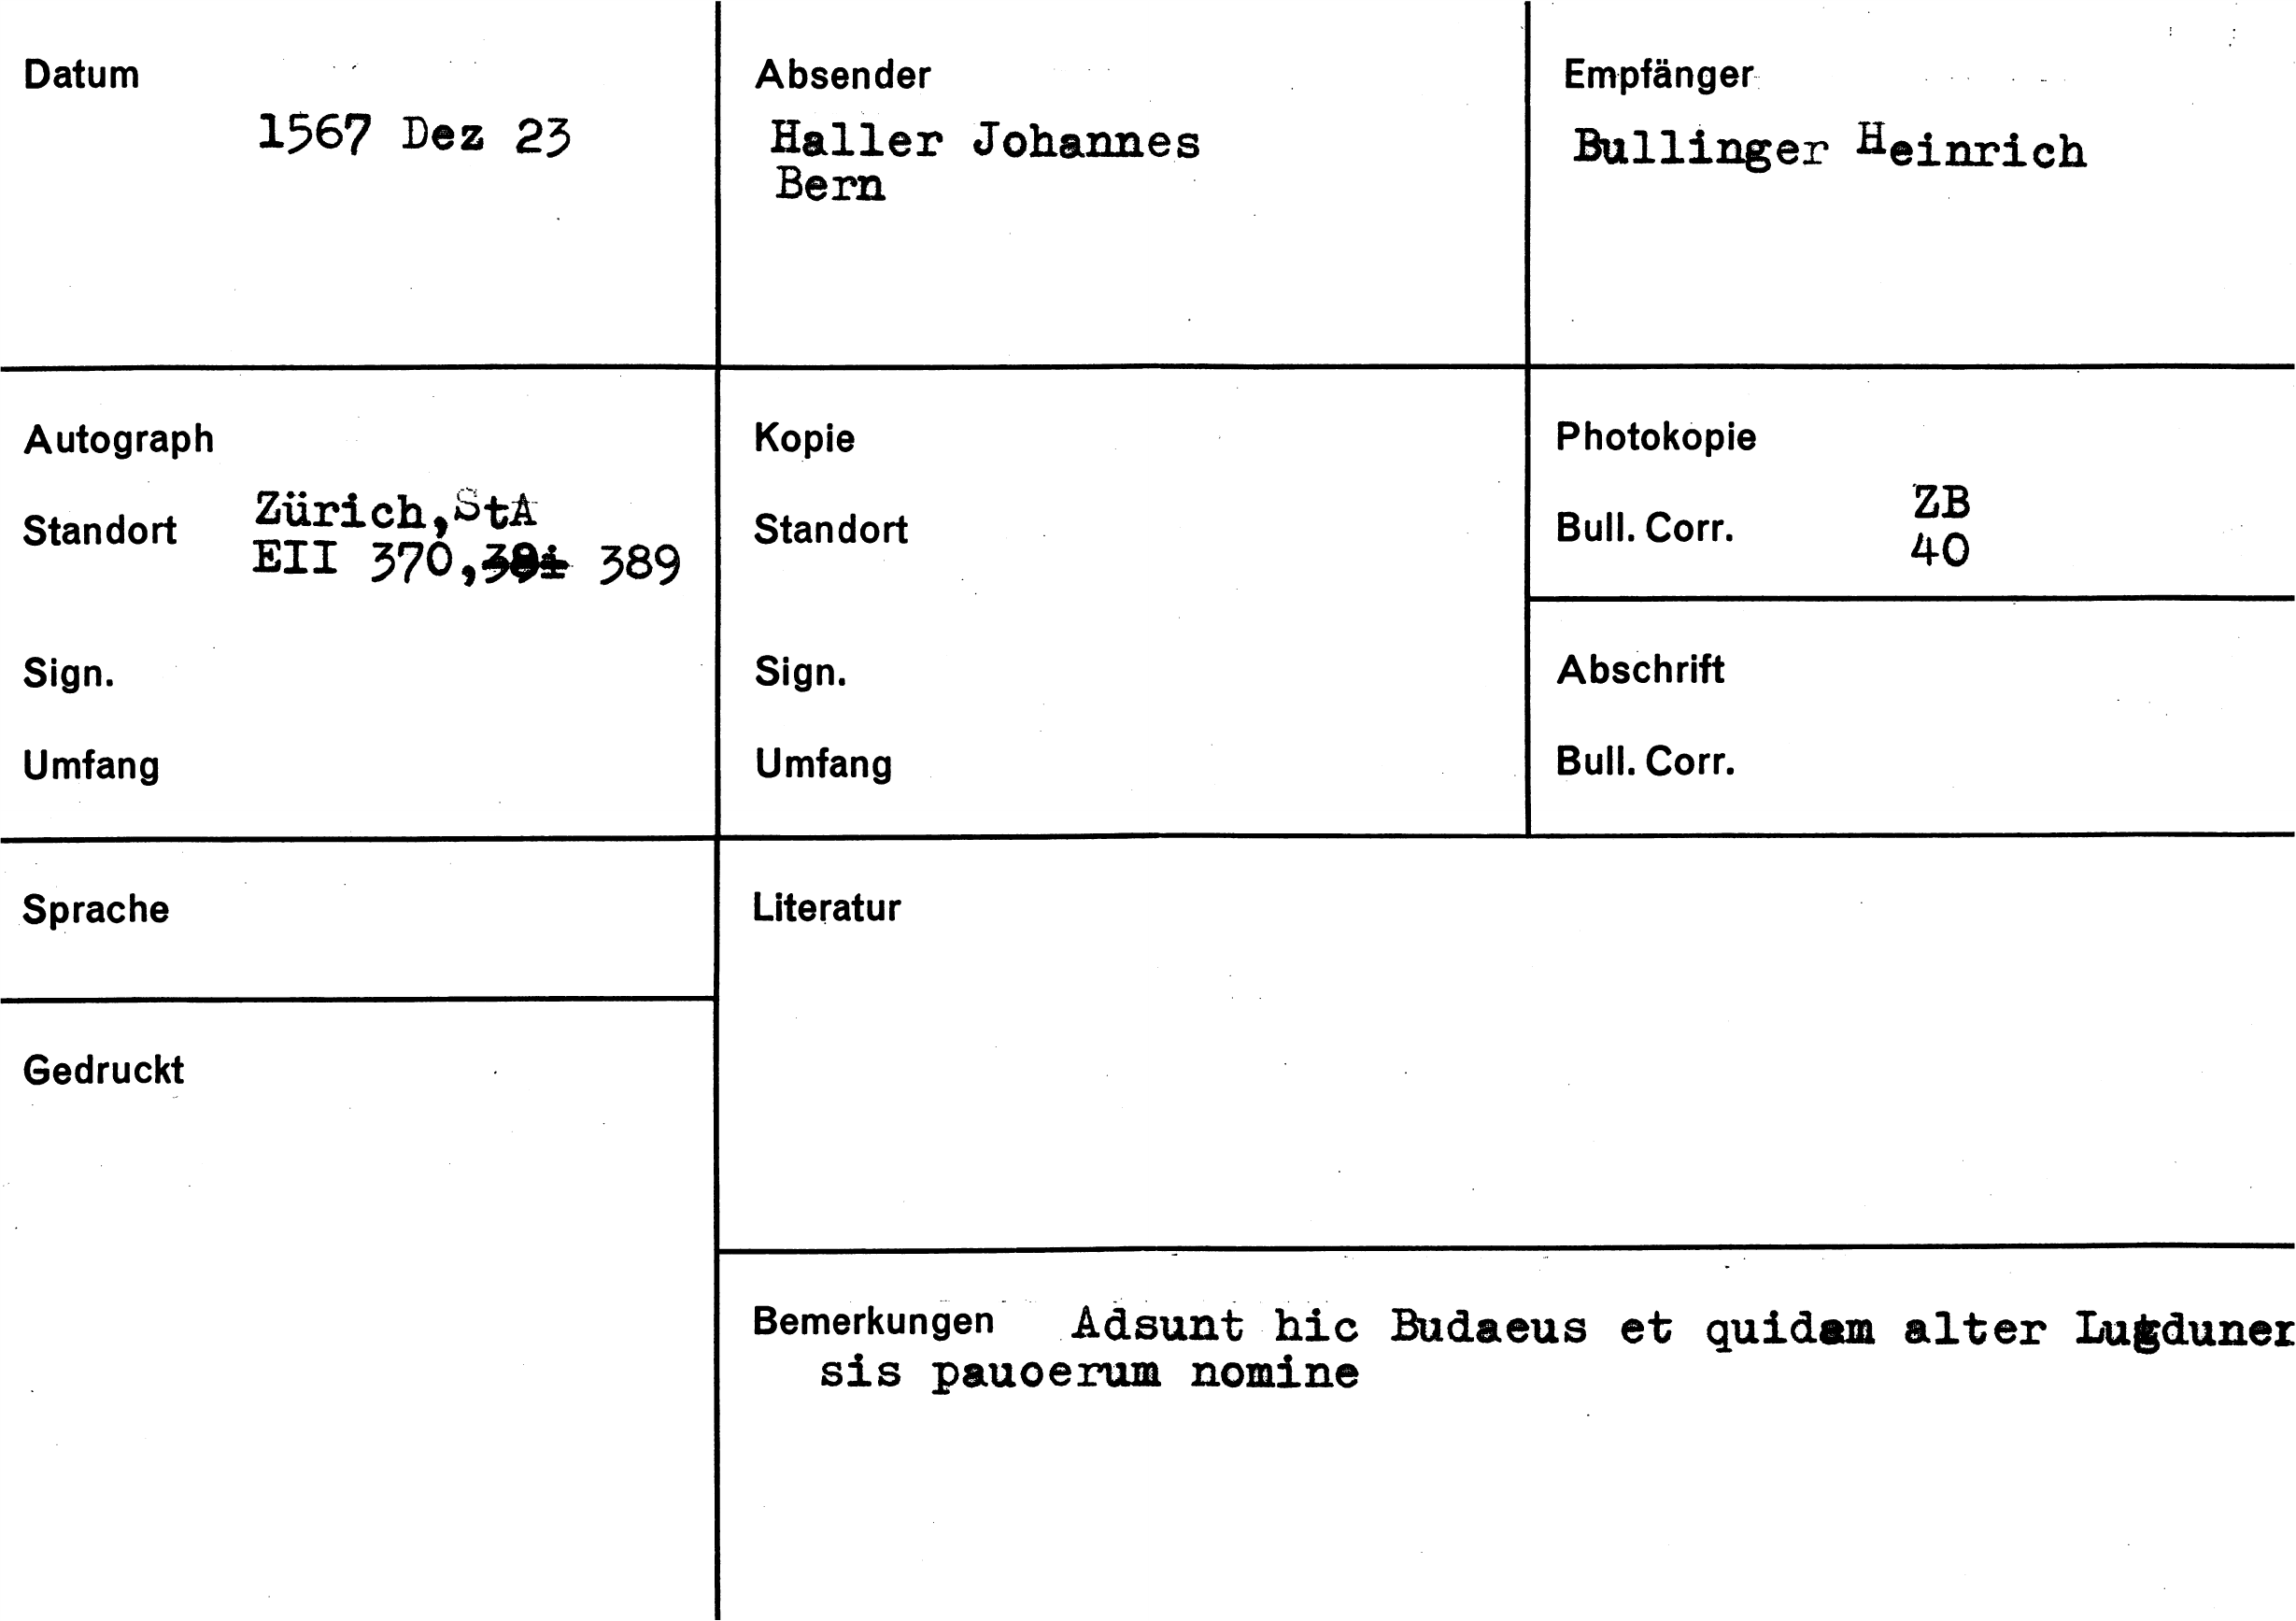 Datum
1567 Dez 23
Absender
Haller Johannes
Bern
Empfänger
Bullinger Heinrich
Autograph
Standort Zürich,StA
EII 370, 389
Sign.
Umfang
Kopie
Standort
Sign.
Umfang
Photokopie
Bull. Corr. ZB
40
Abschrift
Bull. Corr.
Sprache
Gedruckt
Literatur
Bemerkungen Adsunt hic Budaeus et quidam alter Lugduner
sis pauoerum nomine